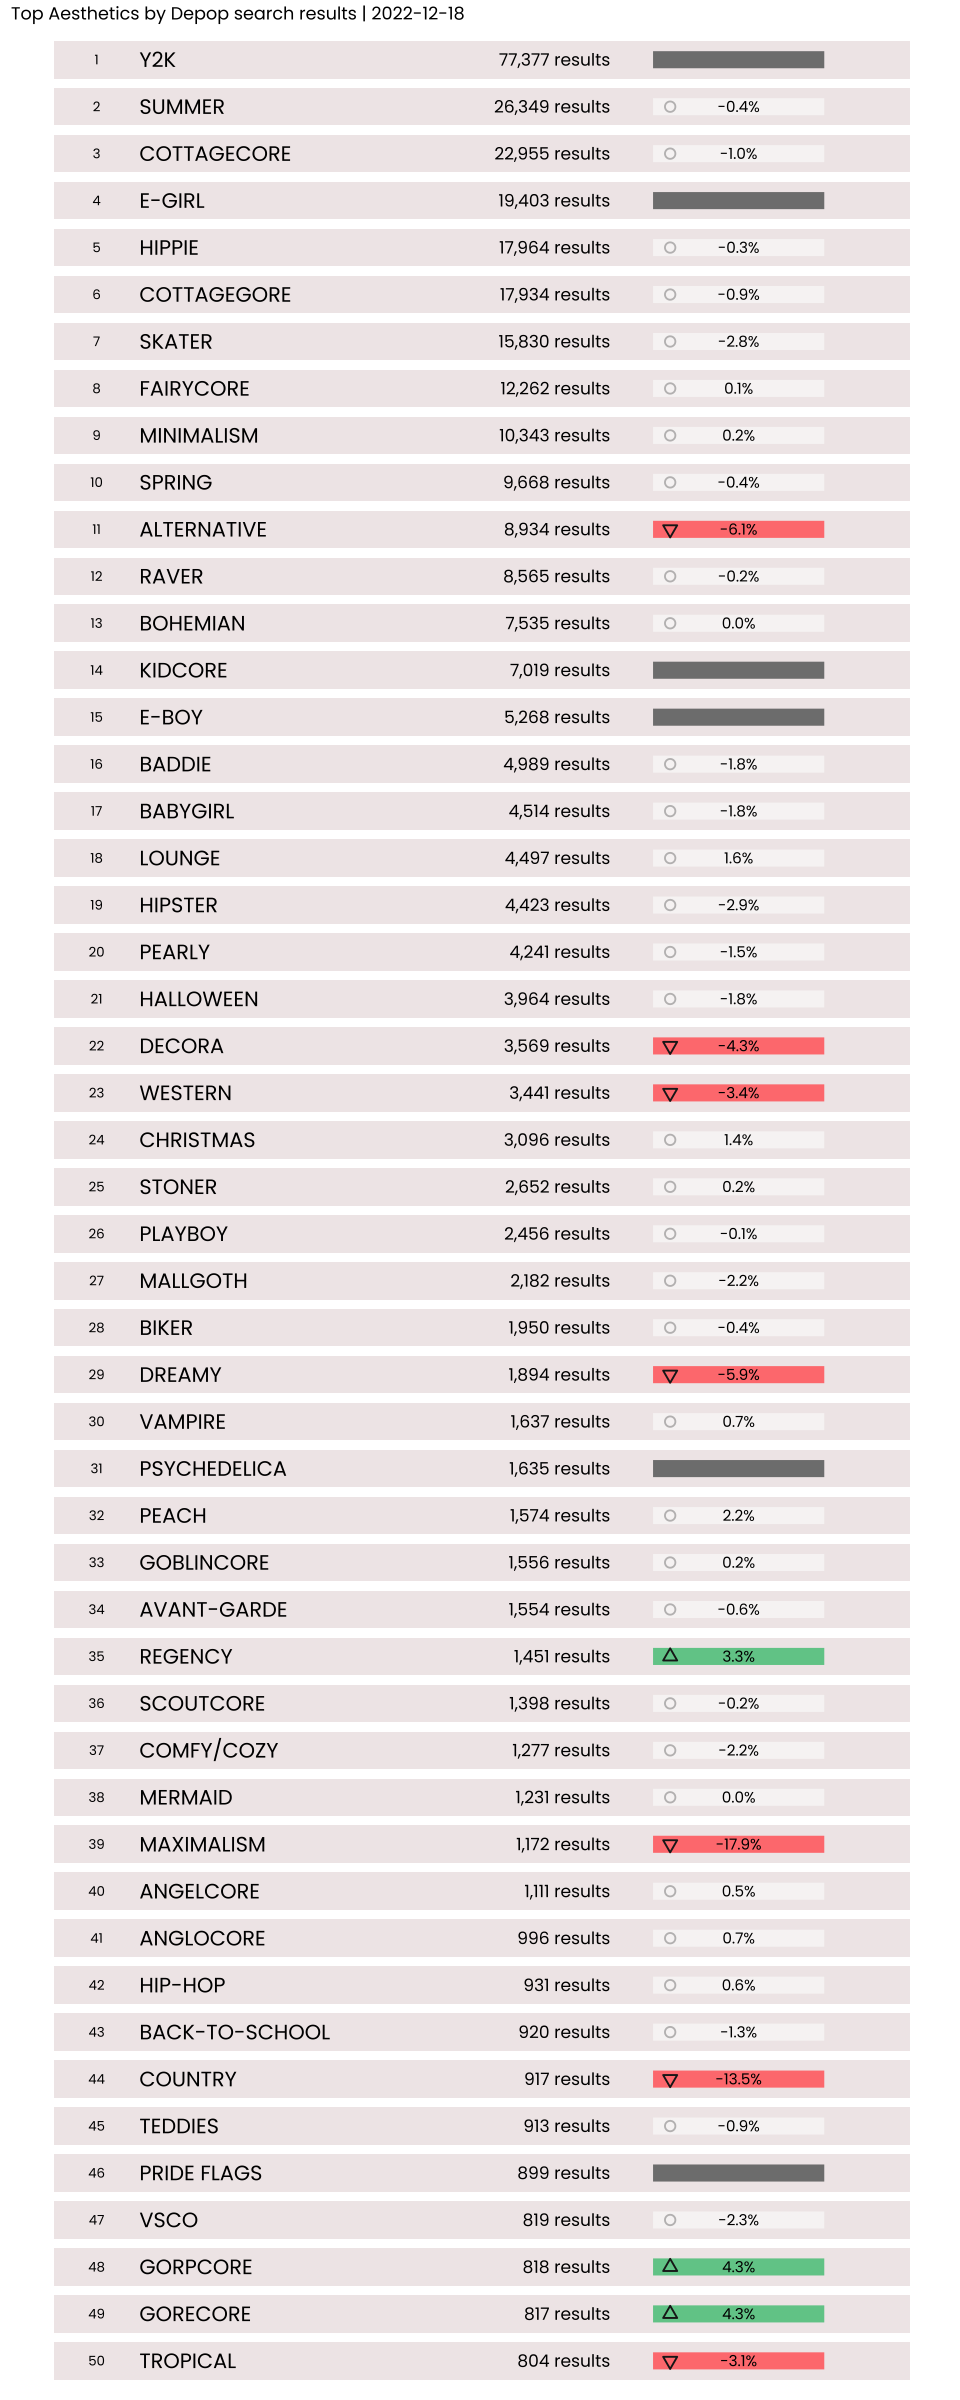 Top Aesthetics by Depop search results | 2022-12-18
1 Y2K 77,377 results
2 SUMMER 26,349 results -0.4%
3 COTTAGECORE 22,955 results -1.0%
4 E-GIRL 19,403 results
5 HIPPIE 17,964 results -0.3%
6 COTTAGEGORE 17,934 results -0.9%
7 SKATER 15,830 results -2.8%
8 FAIRYCORE 12,262 results 0.1%
9 MINIMALISM 10,343 results 0.2%
10 SPRING 9,668 results -0.4%
11 ALTERNATIVE 8,934 results -6.1%
12 RAVER 8,565 results -0.2%
13 BOHEMIAN 7,535 results 0.0%
14 KIDCORE 7,019 results
15 E-BOY 5,268 results
16 BADDIE 4,989 results -1.8%
17 BABYGIRL 4,514 results -1.8%
18 LOUNGE 4,497 results 1.6%
19 HIPSTER 4,423 results -2.9%
20 PEARLY 4,241 results -1.5%
21 HALLOWEEN 3,964 results -1.8%
22 DECORA 3,569 results -4.3%
23 WESTERN 3,441 results -3.4%
24 CHRISTMAS 3,096 results 1.4%
25 STONER 2,652 results 0.2%
26 PLAYBOY 2,456 results -0.1%
27 MALLGOTH 2,182 results -2.2%
28 BIKER 1,950 results -0.4%
29 DREAMY 1,894 results -5.9%
30 VAMPIRE 1,637 results 0.7%
31 PSYCHEDELICA 1,635 results
32 PEACH 1,574 results 2.2%
33 GOBLINCORE 1,556 results 0.2%
34 AVANT-GARDE 1,554 results -0.6%
35 REGENCY 1,451 results 3.3%
36 SCOUTCORE 1,398 results -0.2%
37 COMFY/COZY 1,277 results -2.2%
38 MERMAID 1,231 results 0.0%
39 MAXIMALISM 1,172 results -17.9%
40 ANGELCORE 1,111 results 0.5%
41 ANGLOCORE 996 results 0.7%
42 HIP-HOP 931 results 0.6%
43 BACK-TO-SCHOOL 920 results -1.3%
44 COUNTRY 917 results -13.5%
45 TEDDIES 913 results -0.9%
46 PRIDE FLAGS 899 results
47 VSCO 819 results -2.3%
48 GORPCORE 818 results 4.3%
49 GORECORE 817 results 4.3%
50 TROPICAL 804 results -3.1%